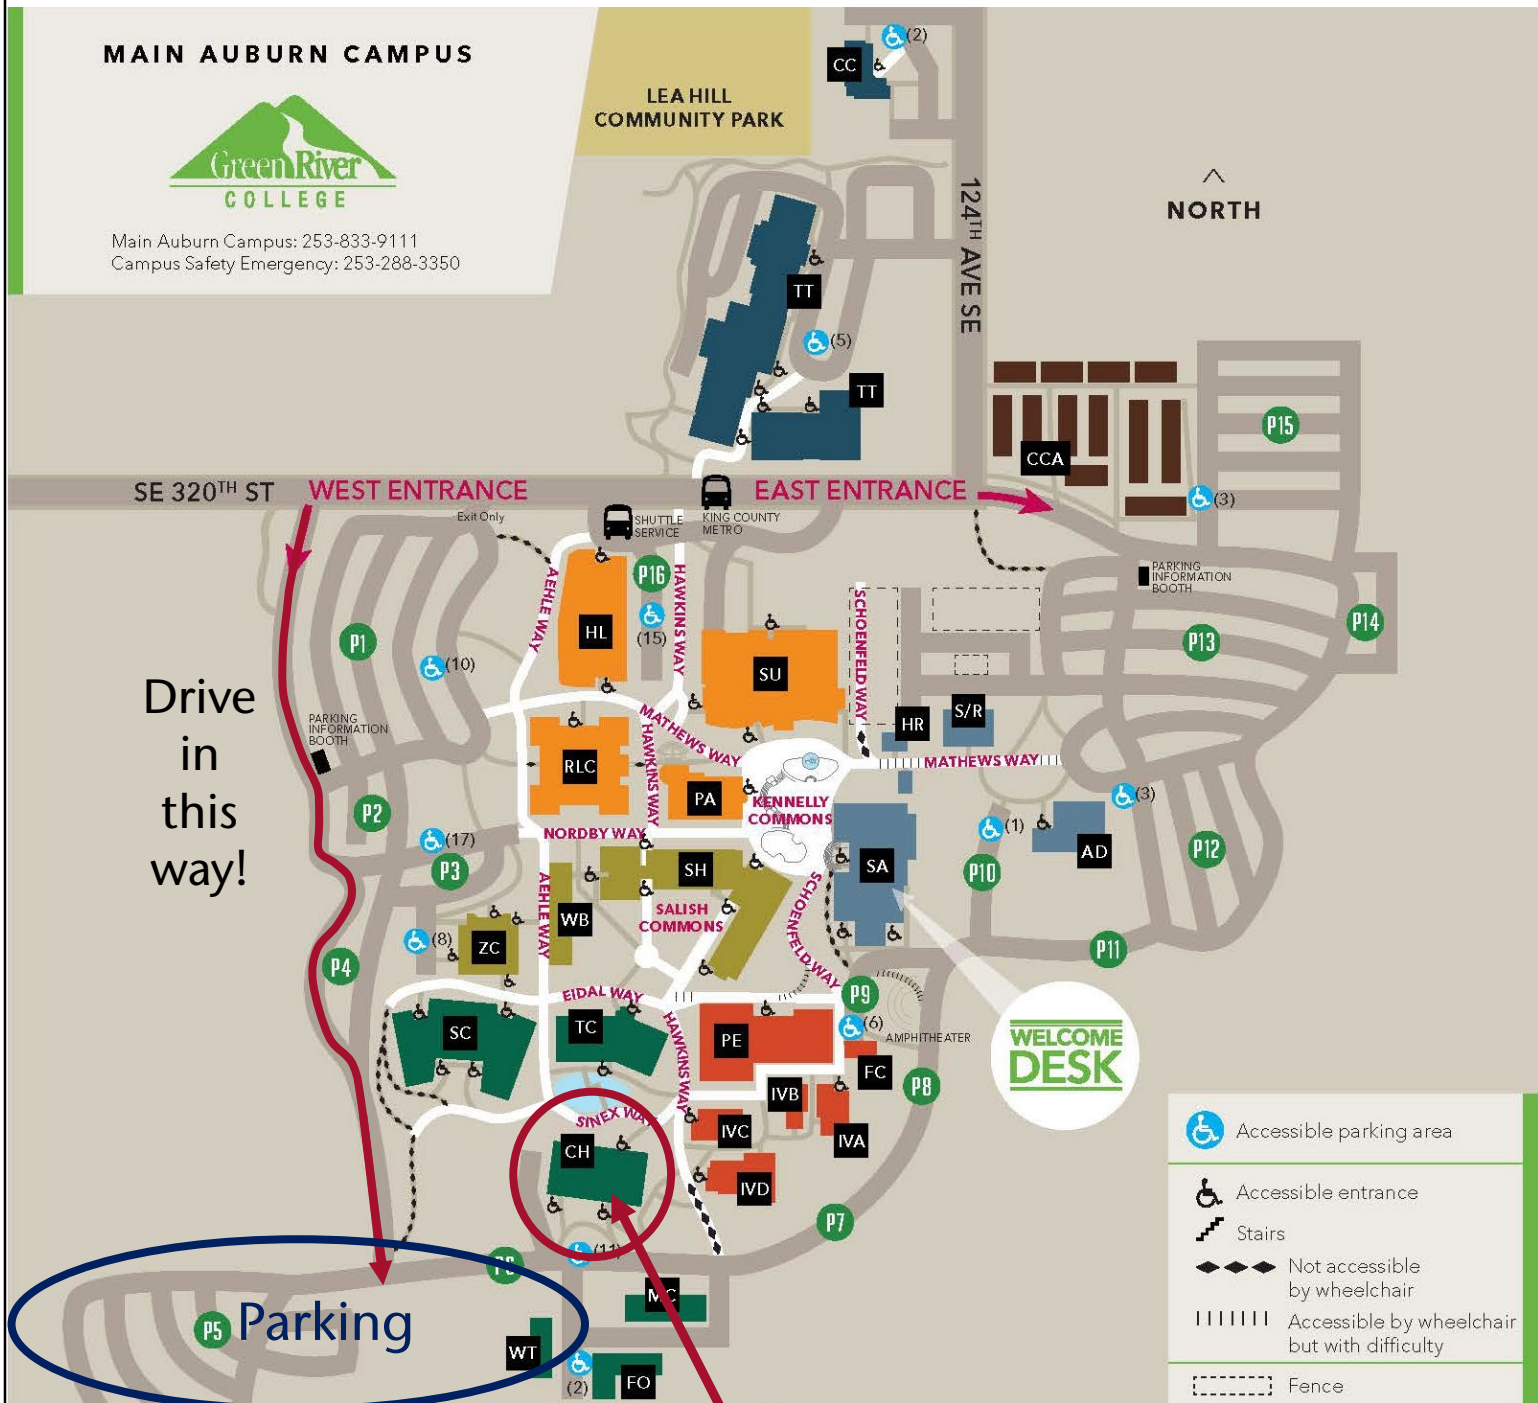 MAIN AUBURN CAMPUS
Green River
COLLEGE
Main Auburn Campus: 253-833-9111
Campus Safety Emergency: 253-288-3350
LEA HILL
COMMUNITY PARK
CC
(2)
124TH AVE SE
NORTH
TT
(5)
TT
CCA
P15
(3)
SE 320TH ST
WEST ENTRANCE
EAST ENTRANCE
Exit Only
SHUTTLE
SERVICE
KING COUNTY
METRO
PARKING
INFORMATION
BOOTH
AEHLE WAY
P16
HAWKINS WAY
SCHOENFELD WAY
HL
(15)
P1
(10)
P13
P14
SU
Drive
in
this
way!
PARKING
INFORMATION
BOOTH
MATHEWS WAY
HAWKINS WAY
HR
S/R
MATHEWS WAY
RLC
PA
KENNELLY
COMMONS
P2
(17)
NORDBY WAY
(1)
(3)
AD
P12
P3
SH
SA
P10
AEHLE WAY
WB
SALISH
COMMONS
SCHOENFELD WAY
(8)
ZC
P4
P11
EIDAL WAY
P9
(6)
AMPHITHEATER
SC
TC
HAWKINS WAY
PE
FC
WELCOME
DESK
P8
IVB
SINEX WAY
IVC
IVA
CH
IVD
P7
P6
(11)
MC
P5
Parking
WT
(2)
FO
Accessible parking area
Accessible entrance
Stairs
Not accessible
by wheelchair
Accessible by wheelchair
but with difficulty
Fence